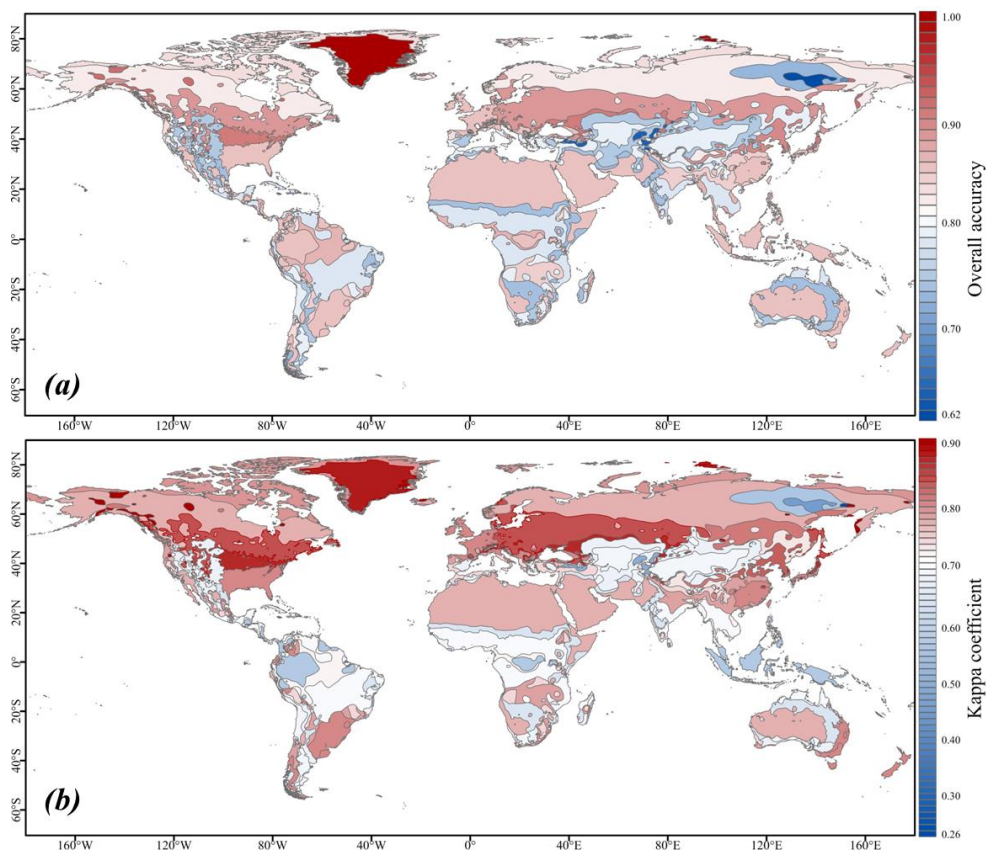 80°N
60°N
40°N
20°N
0°
20°S
40°S
60°S
(a)
160°W
120°W
80°W
40°W
0°
40°E
80°E
120°E
160°E
1.00
0.90
0.80
0.70
0.62
Overall accuracy
80°N
60°N
40°N
20°N
0°
20°S
40°S
60°S
(b)
160°W
120°W
80°W
40°W
0°
40°E
80°E
120°E
160°E
0.90
0.80
0.70
0.60
0.50
0.40
0.30
0.26
Kappa coefficient